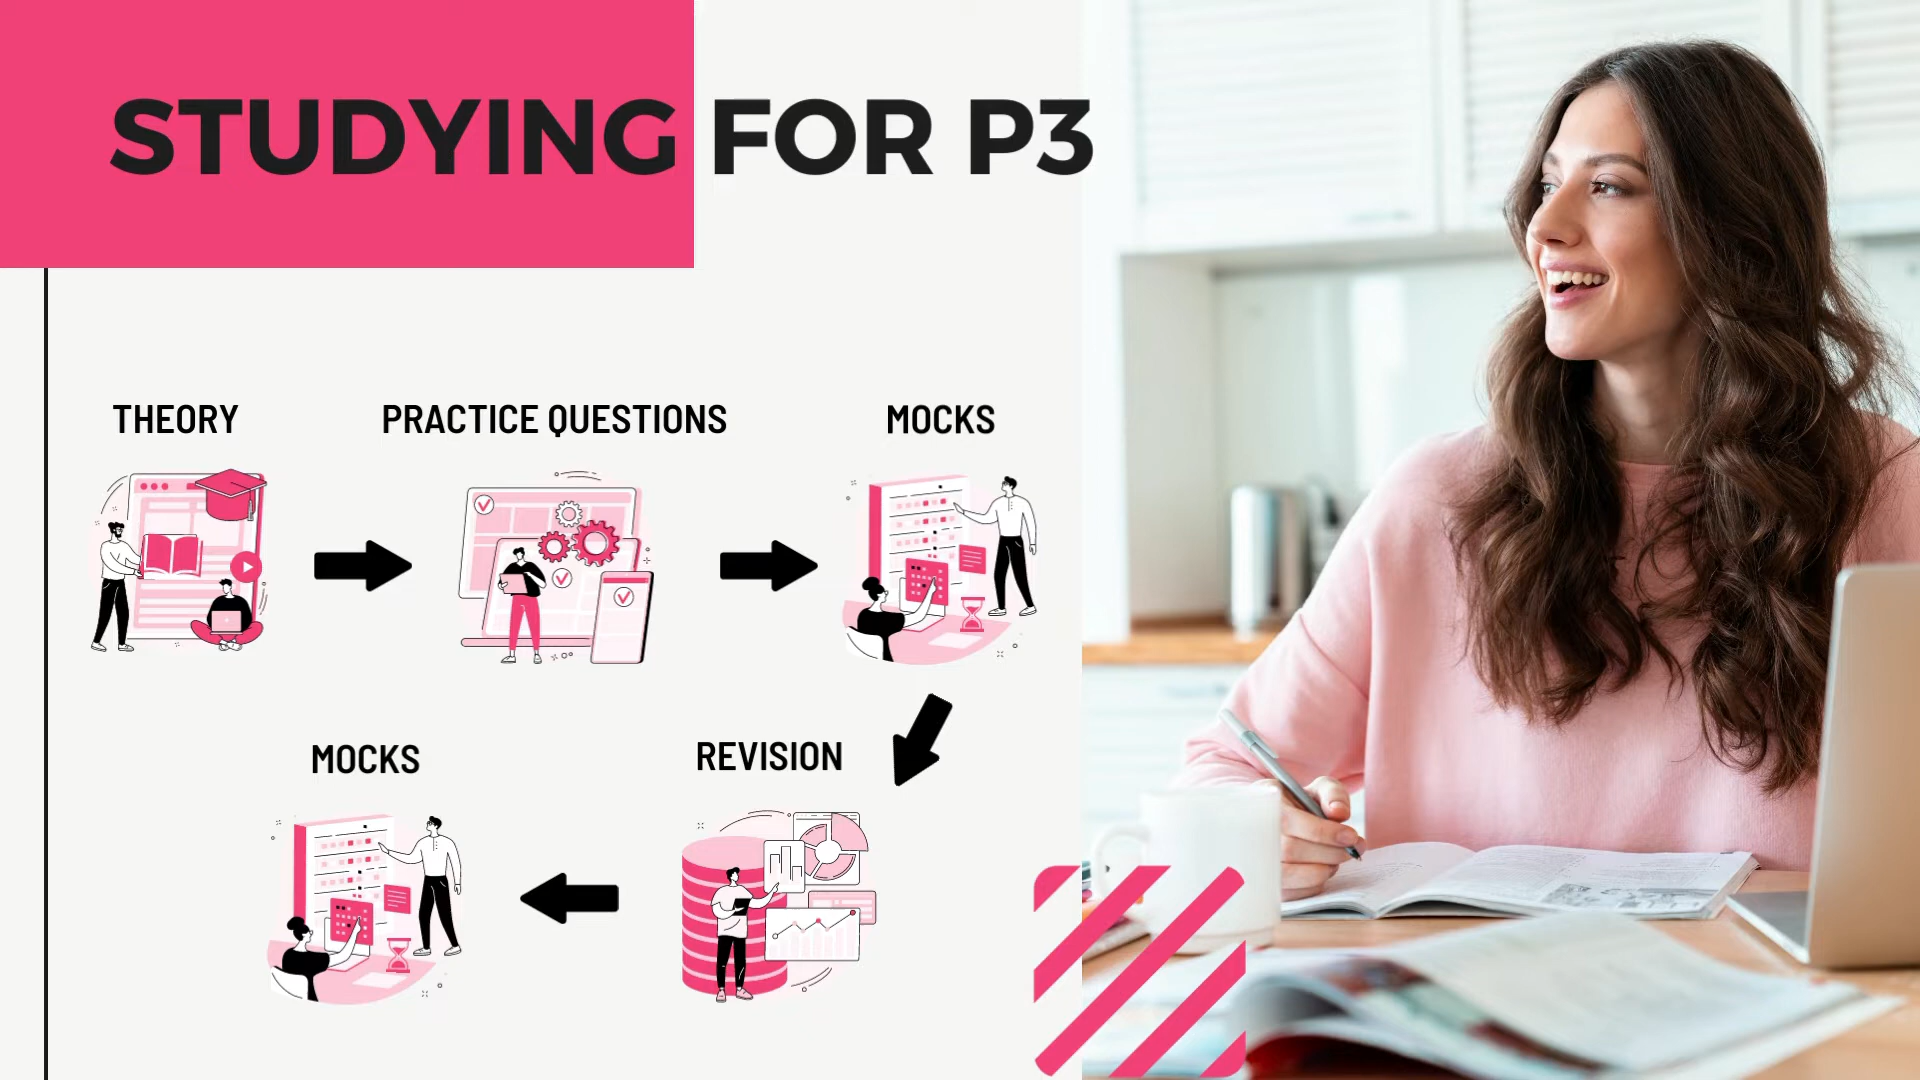 STUDYING FOR P3
THEORY
PRACTICE QUESTIONS
MOCKS
REVISION
MOCKS